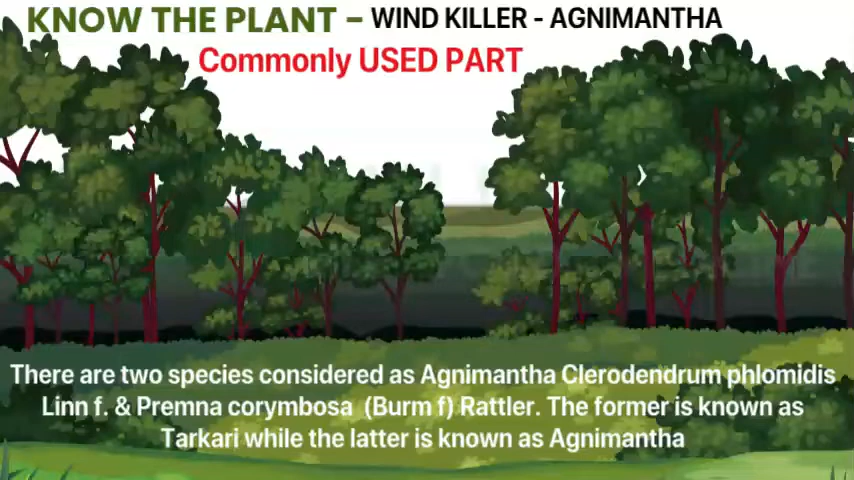 KNOW THE PLANT – WIND KILLER - AGNIMANTHA
Commonly USED PART
There are two species considered as Agnimantha Clerodendrum phlomidis
Linn f. & Premna corymbosa (Burm f) Rattler. The former is known as
Tarkari while the latter is known as Agnimantha